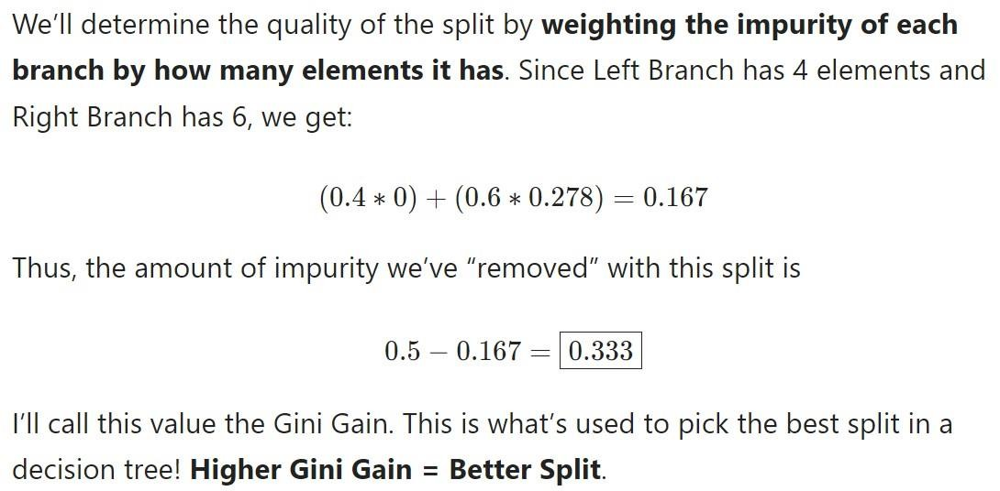 We’ll determine the quality of the split by weighting the impurity of each
branch by how many elements it has. Since Left Branch has 4 elements and
Right Branch has 6, we get:
(0.4 ∗ 0) + (0.6 ∗ 0.278) = 0.167
Thus, the amount of impurity we’ve “removed” with this split is
0.5 − 0.167 = 0.333
I’ll call this value the Gini Gain. This is what’s used to pick the best split in a
decision tree! Higher Gini Gain = Better Split.